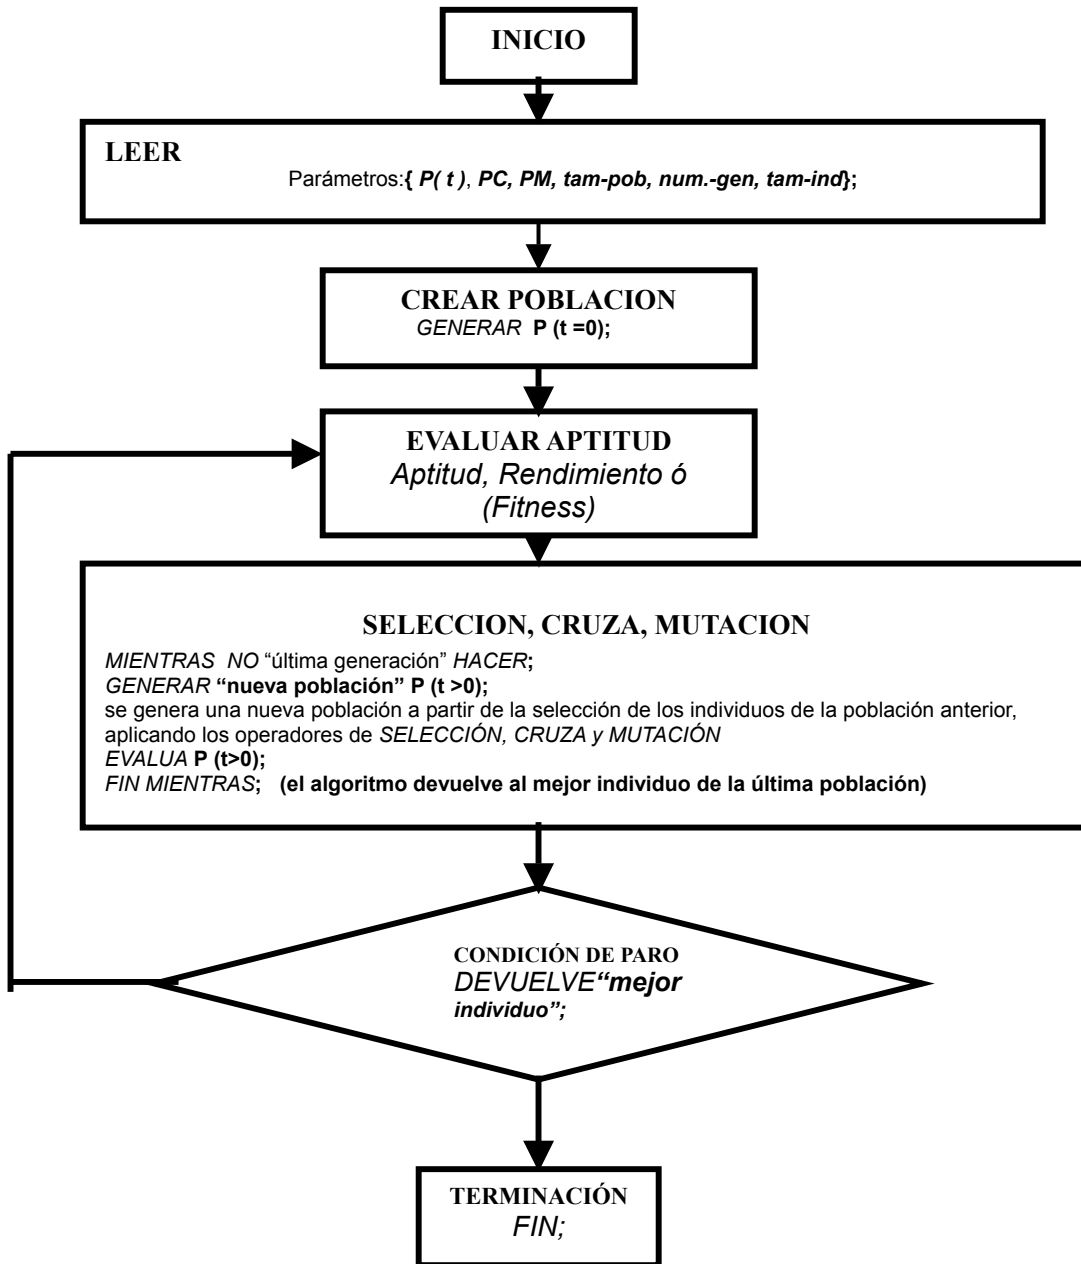 INICIO
LEER
Parámetros:{ P( t ), PC, PM, tam-pob, num.-gen, tam-ind};
CREAR POBLACION
GENERAR P (t =0);
EVALUAR APTITUD
Aptitud, Rendimiento ó
(Fitness)
SELECCION, CRUZA, MUTACION
MIENTRAS NO “última generación” HACER;
GENERAR “nueva población” P (t >0);
se genera una nueva población a partir de la selección de los individuos de la población anterior,
aplicando los operadores de SELECCIÓN, CRUZA y MUTACIÓN
EVALUA P (t>0);
FIN MIENTRAS; (el algoritmo devuelve al mejor individuo de la última población)
CONDICIÓN DE PARO
DEVUELVE“mejor
individuo”;
TERMINACIÓN
FIN;